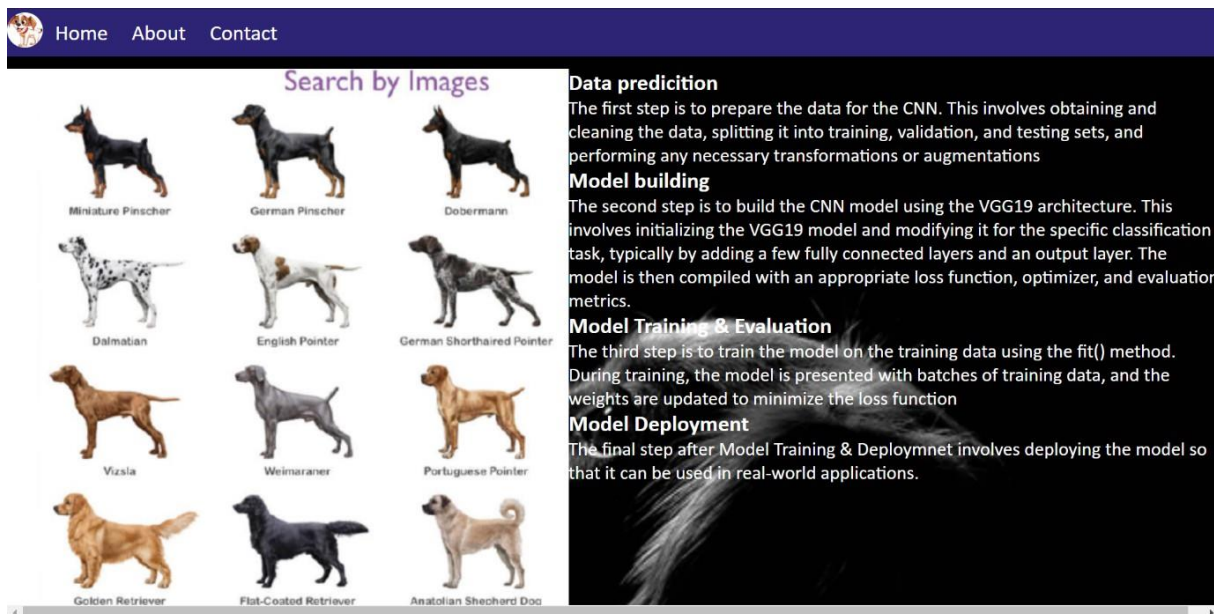 Home About Contact
Search by Images
Miniature Pinscher German Pinscher Dobermann
Dalmatian English Pointer German Shorthaired Pointer
Vizsla Weimaraner Portuguese Pointer
Golden Retriever Flat-Coated Retriever Anatolian Shepherd Dog
Data predicition
The first step is to prepare the data for the CNN. This involves obtaining and
cleaning the data, splitting it into training, validation, and testing sets, and
performing any necessary transformations or augmentations
Model building
The second step is to build the CNN model using the VGG19 architecture. This
involves initializing the VGG19 model and modifying it for the specific classification
task, typically by adding a few fully connected layers and an output layer. The
model is then compiled with an appropriate loss function, optimizer, and evaluation
metrics.
Model Training & Evaluation
The third step is to train the model on the training data using the fit() method.
During training, the model is presented with batches of training data, and the
weights are updated to minimize the loss function
Model Deployment
The final step after Model Training & Deploymnet involves deploying the model so
that it can be used in real-world applications.